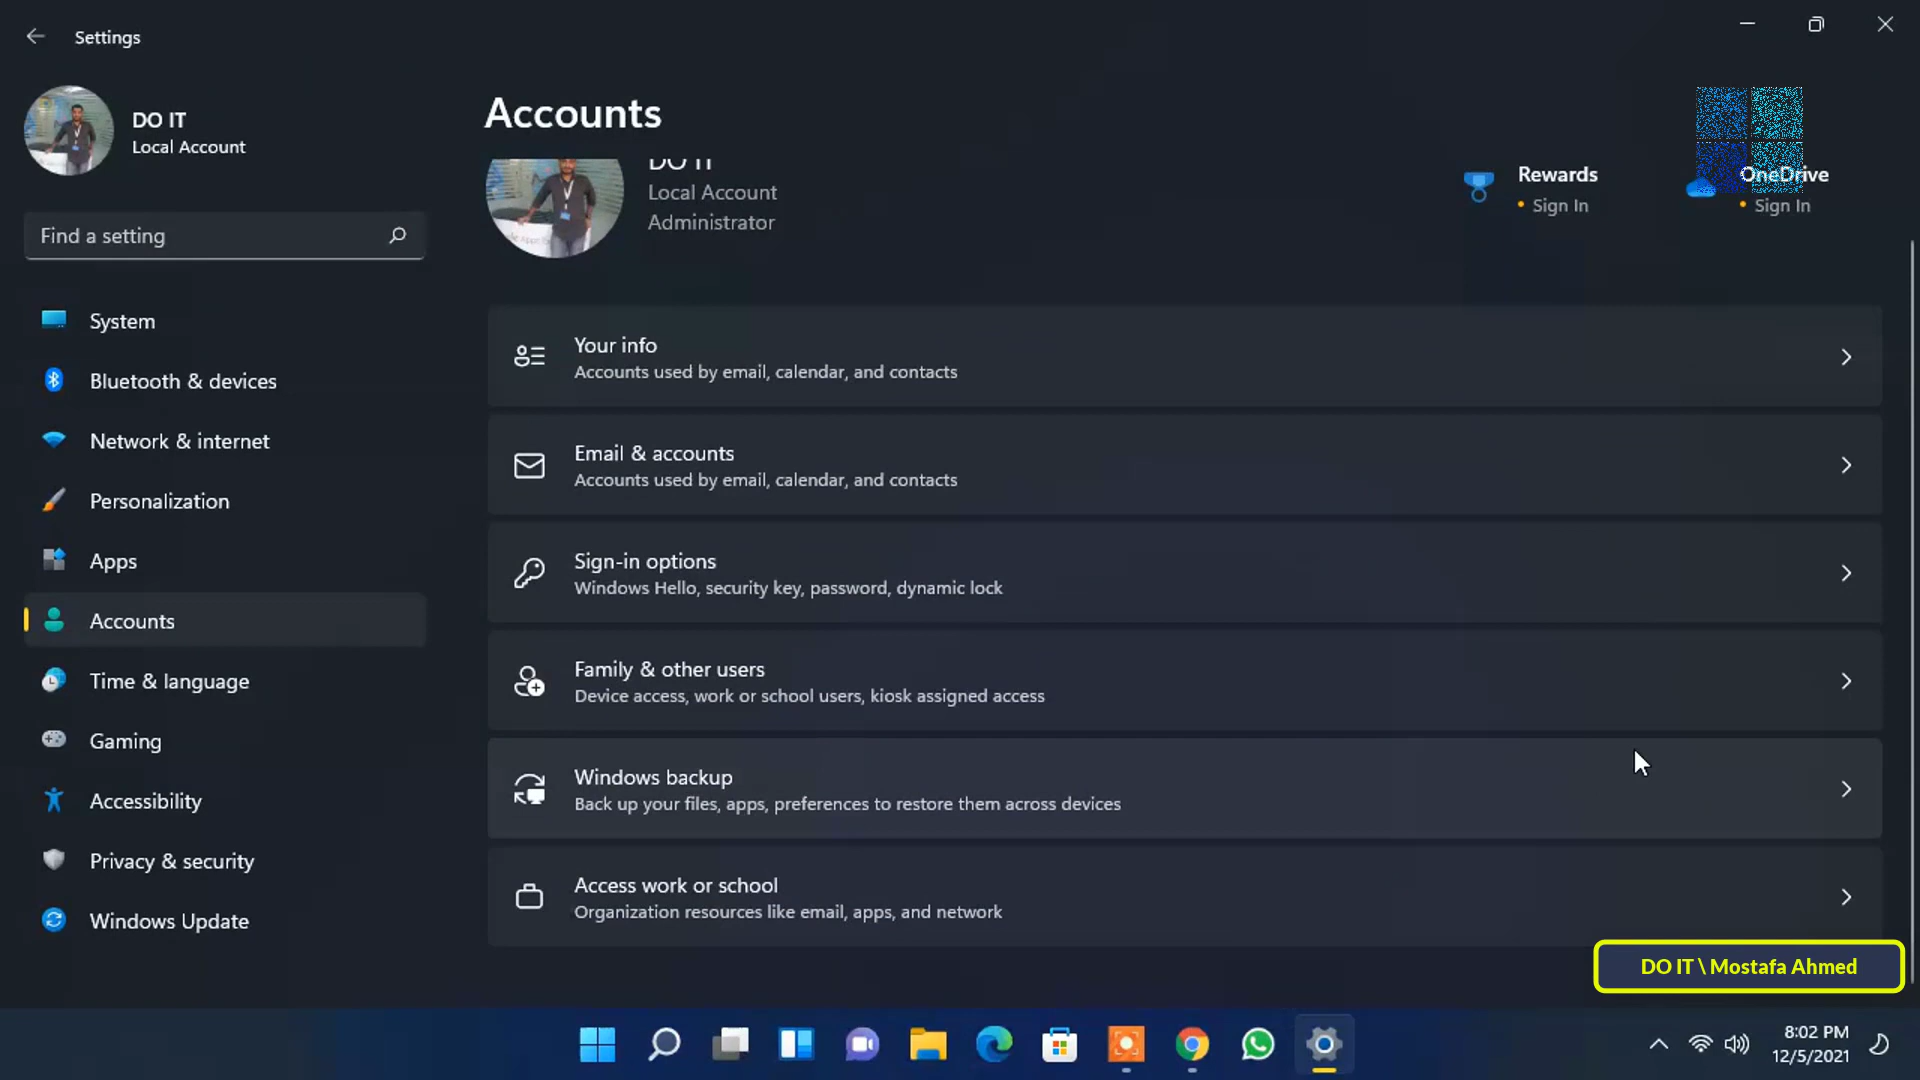 Settings
DO IT
Local Account
Find a setting
System
Bluetooth & devices
Network & internet
Personalization
Apps
Accounts
Time & language
Gaming
Accessibility
Privacy & security
Windows Update
Accounts
DO IT
Local Account
Administrator
Rewards
• Sign In
OneDrive
• Sign In
Your info
Accounts used by email, calendar, and contacts
Email & accounts
Accounts used by email, calendar, and contacts
Sign-in options
Windows Hello, security key, password, dynamic lock
Family & other users
Device access, work or school users, kiosk assigned access
Windows backup
Back up your files, apps, preferences to restore them across devices
Access work or school
Organization resources like email, apps, and network
DO IT \ Mostafa Ahmed
8:02 PM
12/5/2021